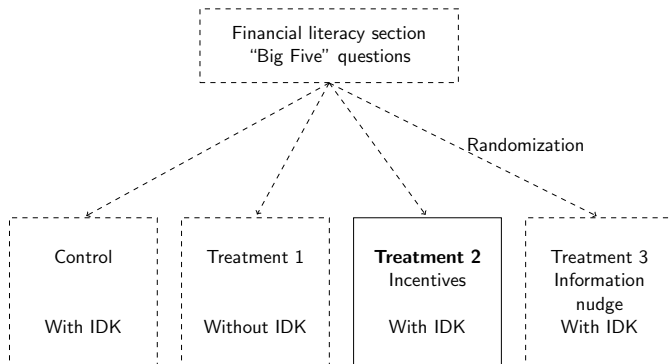 Financial literacy section
“Big Five” questions
Randomization
Control
With IDK
Treatment 1
Without IDK
Treatment 2
Incentives
With IDK
Treatment 3
Information
nudge
With IDK